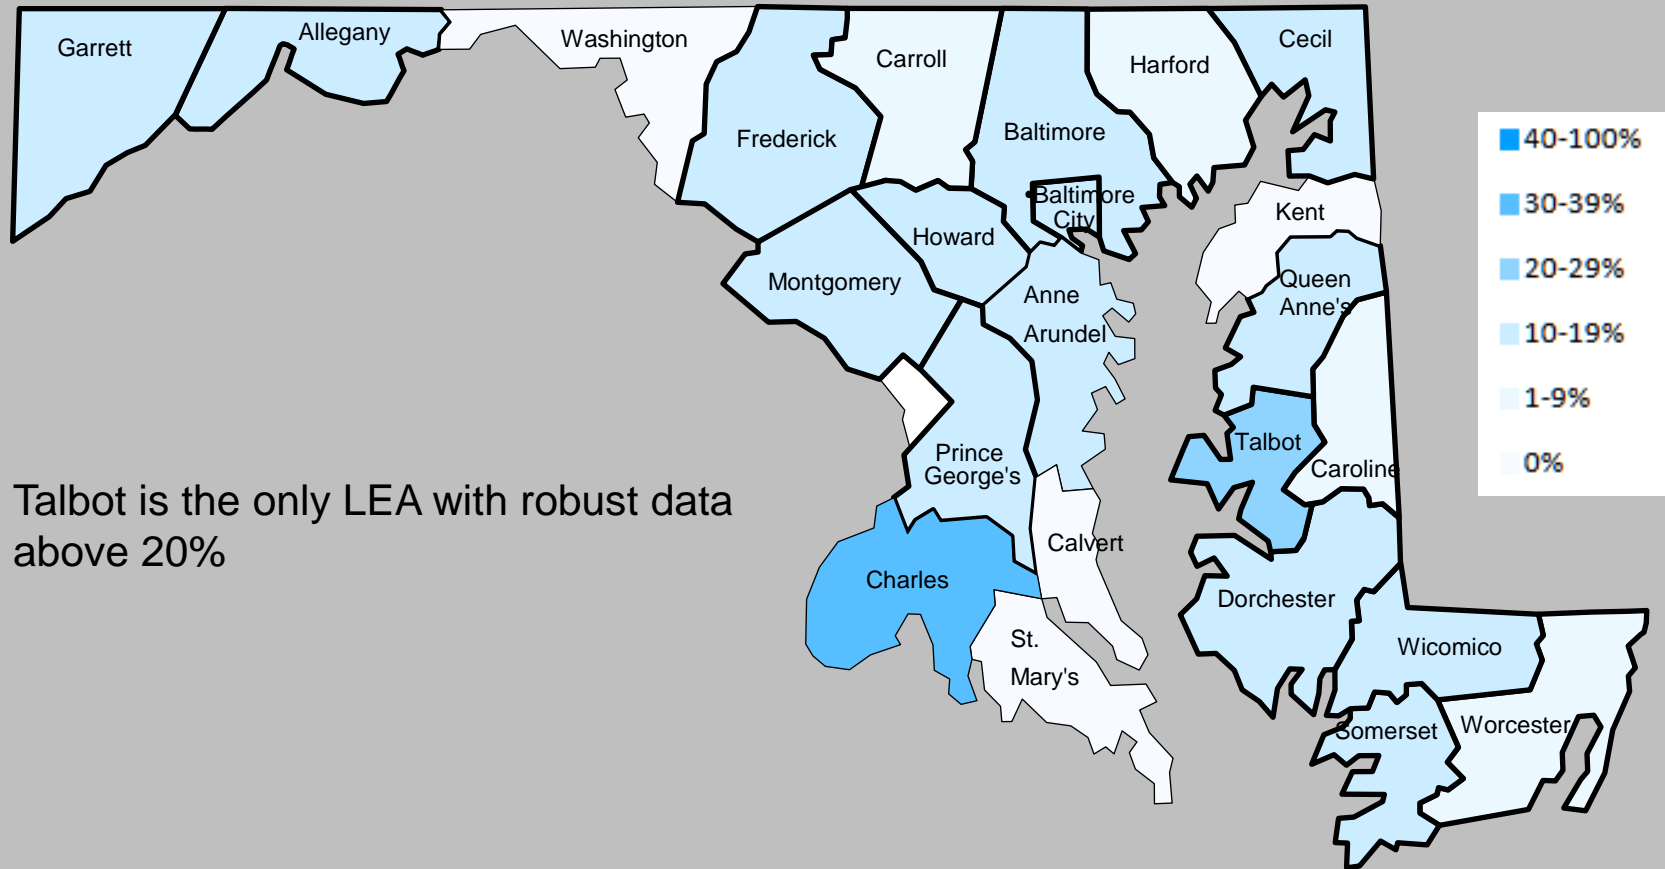 Garrett
Allegany
Washington
Frederick
Carroll
Baltimore
Harford
Cecil
Baltimore
City
Kent
Howard
Montgomery
Anne
Arundel
Queen
Anne's
Talbot
Caroline
Prince
George's
Charles
Calvert
St.
Mary's
Dorchester
Wicomico
Somerset
Worcester
40-100%
30-39%
20-29%
10-19%
1-9%
0%
Talbot is the only LEA with robust data
above 20%